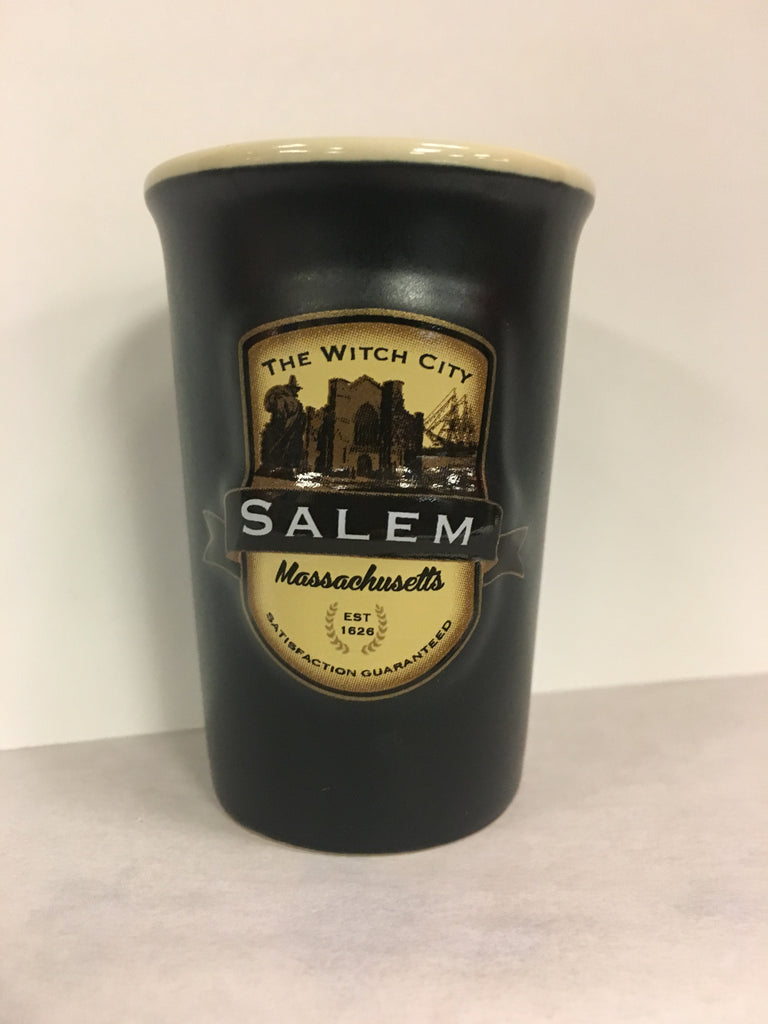 The Witch City
SALEM
Massachusetts
EST
1626
SATISFACTION GUARANTEED